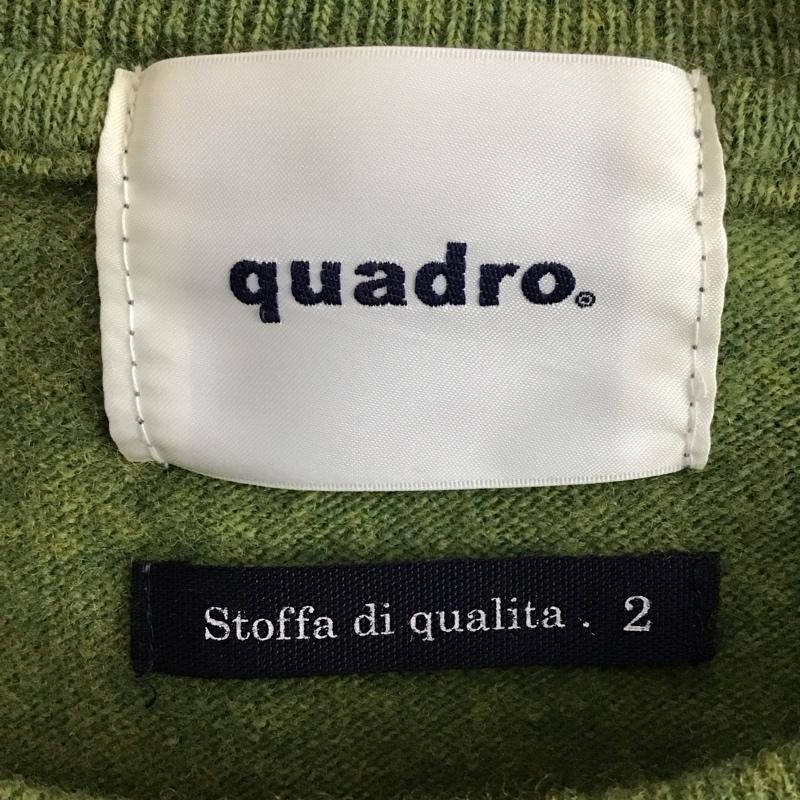 quadro®
Stoffa di qualita . 2